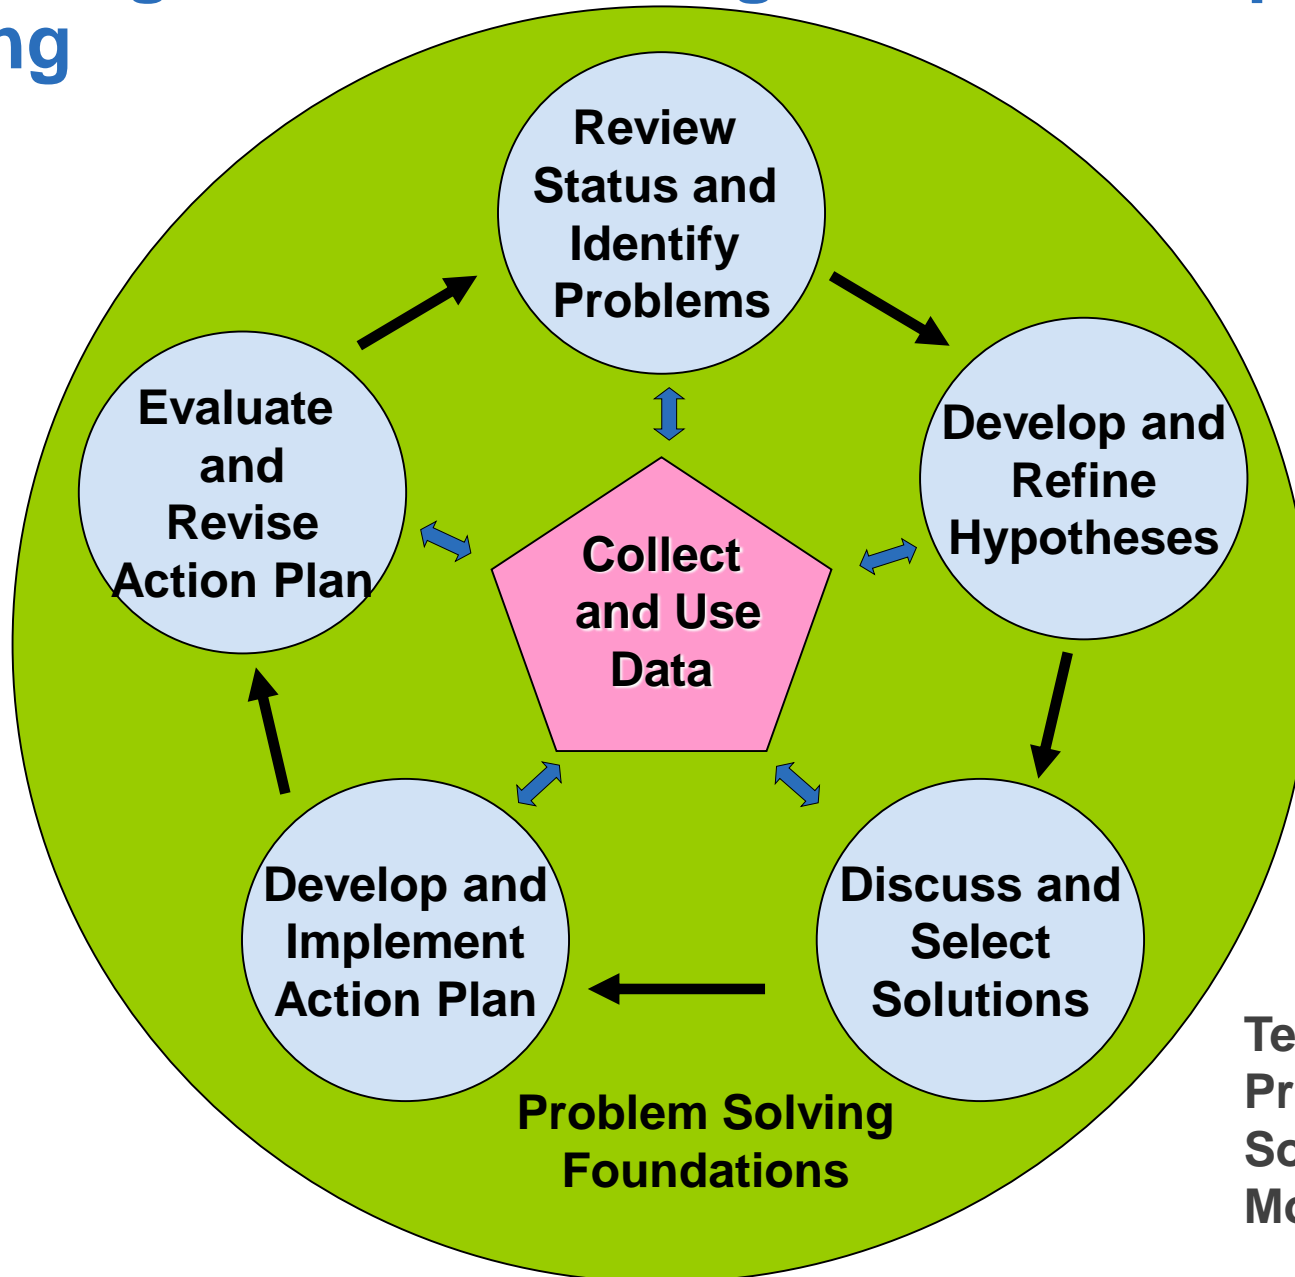 ng
Review
Status and
Identify
Problems
Develop and
Refine
Hypotheses
Evaluate
and
Revise
Action Plan
Collect
and Use
Data
Develop and
Implement
Action Plan
Discuss and
Select
Solutions
Problem Solving
Foundations
Te
Pr
So
Mo